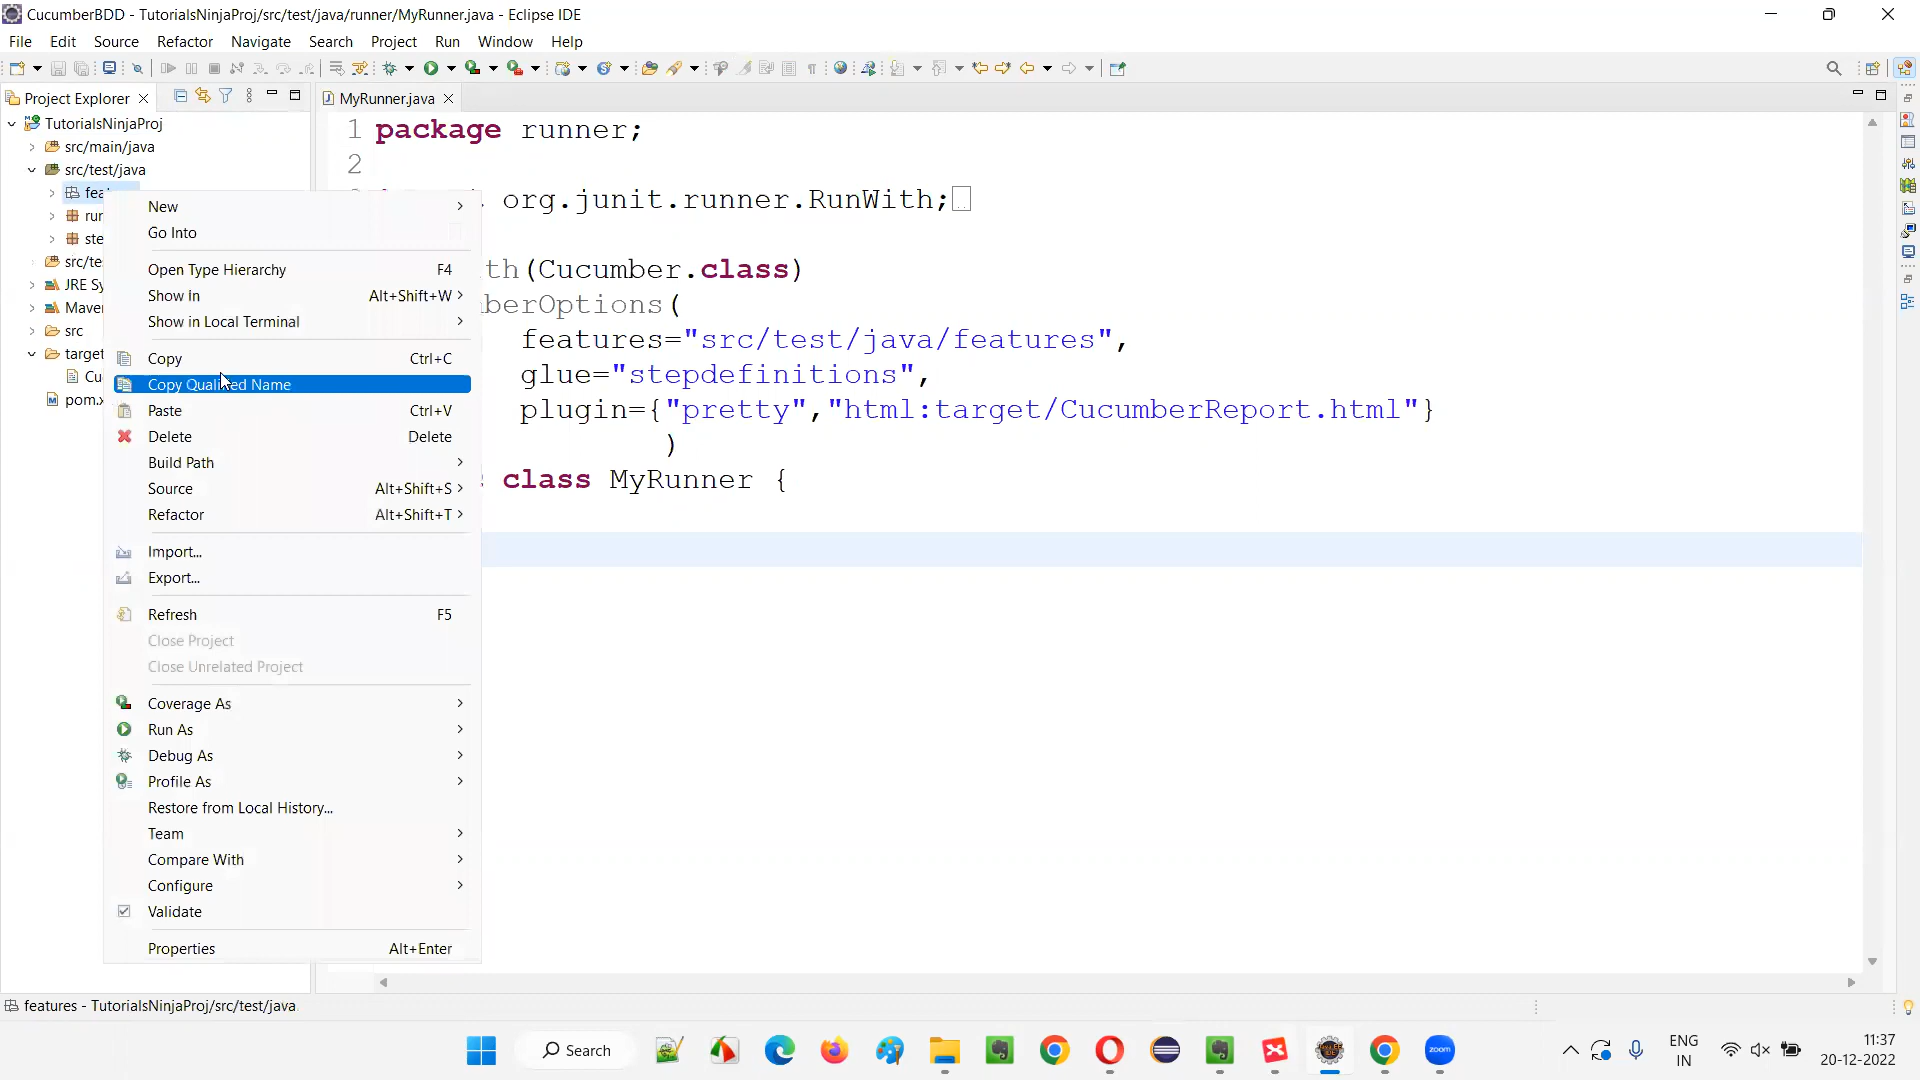 CucumberBDD - TutorialsNinjaProj/src/test/java/runner/MyRunner.java - Eclipse IDE
File Edit Source Refactor Navigate Search Project Run Window Help
Project Explorer
MyRunner.java
TutorialsNinjaProj
src/main/java
src/test/java
run
ste
src/te
JRE Sy
Maver
src
target
Cu
pom.x
New
Go Into
Open Type Hierarchy F4
Show In Alt+Shift+W
Show in Local Terminal
Copy Ctrl+C
Copy Qualified Name
Paste Ctrl+V
Delete Delete
Build Path
Source Alt+Shift+S
Refactor Alt+Shift+T
Import...
Export...
Refresh F5
Close Project
Close Unrelated Project
Coverage As
Run As
Debug As
Profile As
Restore from Local History...
Team
Compare With
Configure
Validate
Properties Alt+Enter
1 package runner;
2
org.junit.runner.RunWith;
th(Cucumber.class)
berOptions(
features="src/test/java/features",
glue="stepdefinitions",
plugin={"pretty","html:target/CucumberReport.html"}
)
class MyRunner {
features - TutorialsNinjaProj/src/test/java
Search
zoom
ENG
IN
11:37
20-12-2022